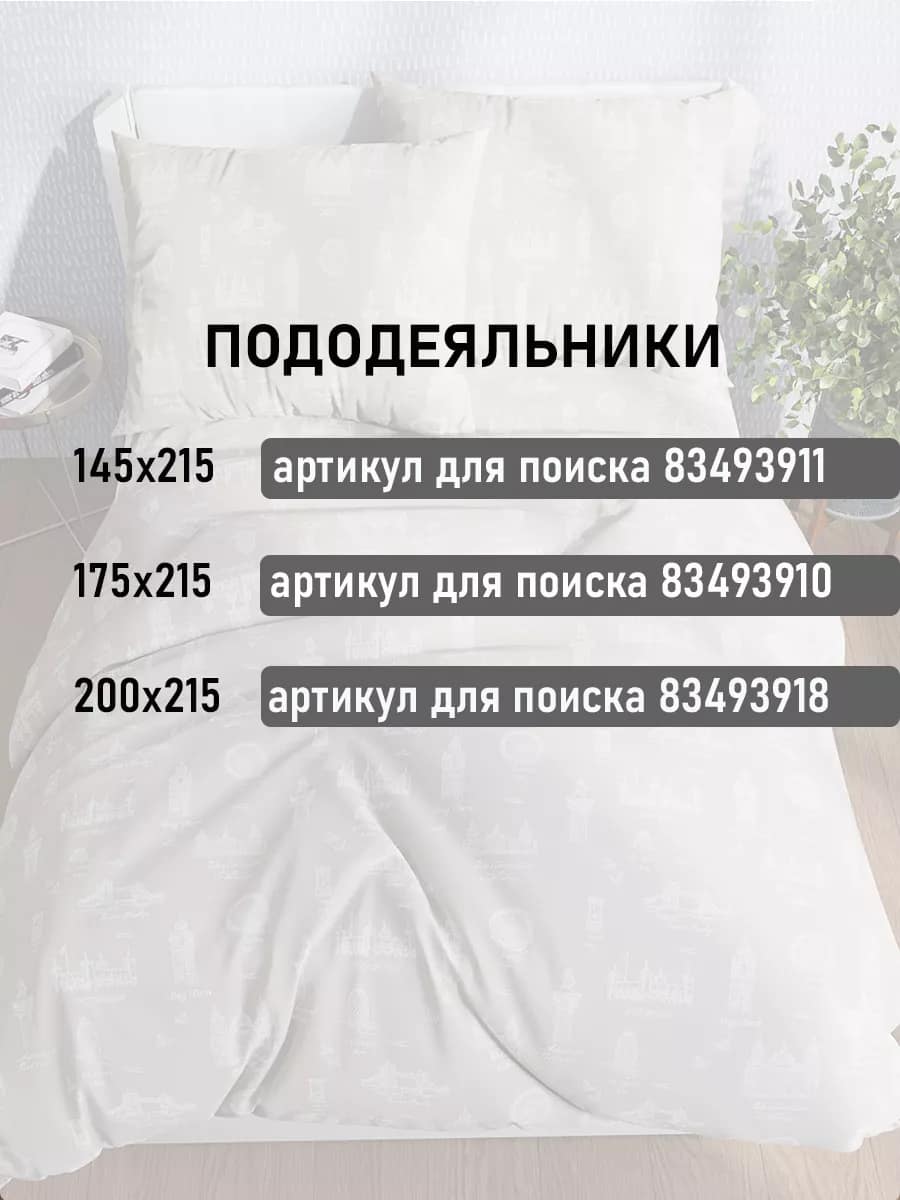 ПОДОДЕЯЛЬНИКИ
145x215 артикул для поиска 83493911
175x215 артикул для поиска 83493910
200x215 артикул для поиска 83493918